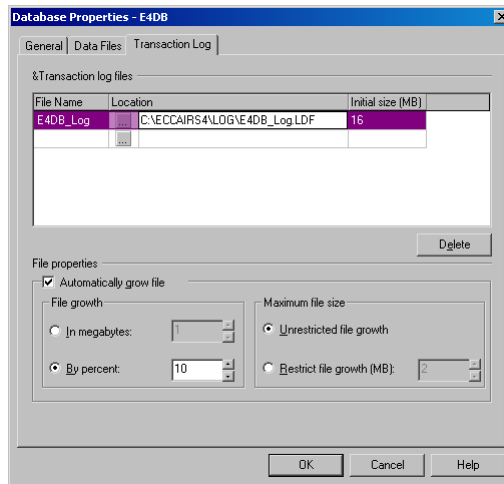 Database Properties - E4DB
General Data Files Transaction Log
&Transaction log files
File Name Location Initial size (MB)
E4DB_Log ... C:\ECCAIRS4\LOG\E4DB_Log.LDF 16
...
Delete
File properties
Automatically grow file
File growth Maximum file size
In megabytes: 1 Unrestricted file growth
By percent: 10 Restrict file growth (MB): 2
OK Cancel Help